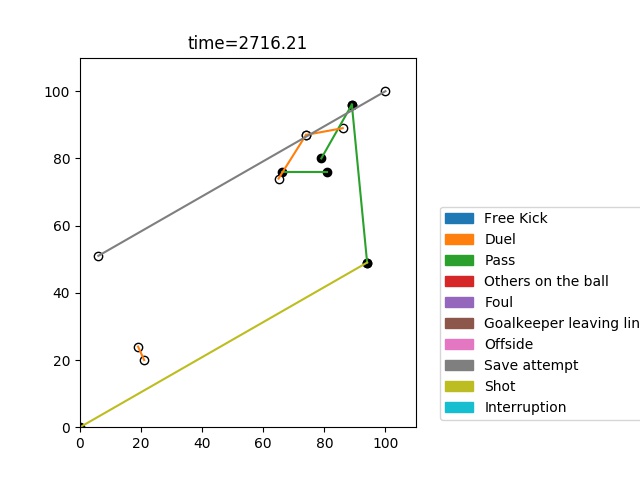 time=2716.21
100
80
60
40
20
0
0 20 40 60 80 100
Free Kick
Duel
Pass
Others on the ball
Foul
Goalkeeper leaving lin
Offside
Save attempt
Shot
Interruption